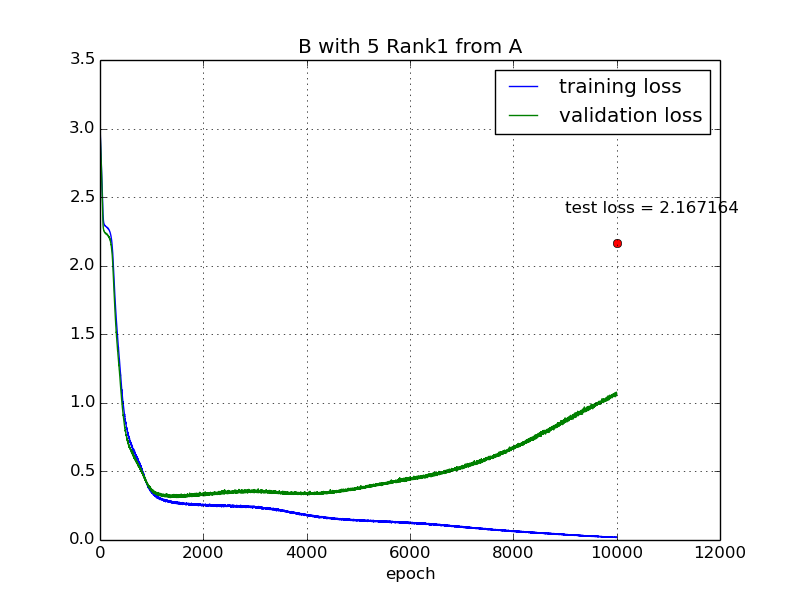 B with 5 Rank1 from A
3.5
3.0
2.5
2.0
1.5
1.0
0.5
0.0
training loss
validation loss
test loss = 2.167164
0 2000 4000 6000 8000 10000 12000
epoch